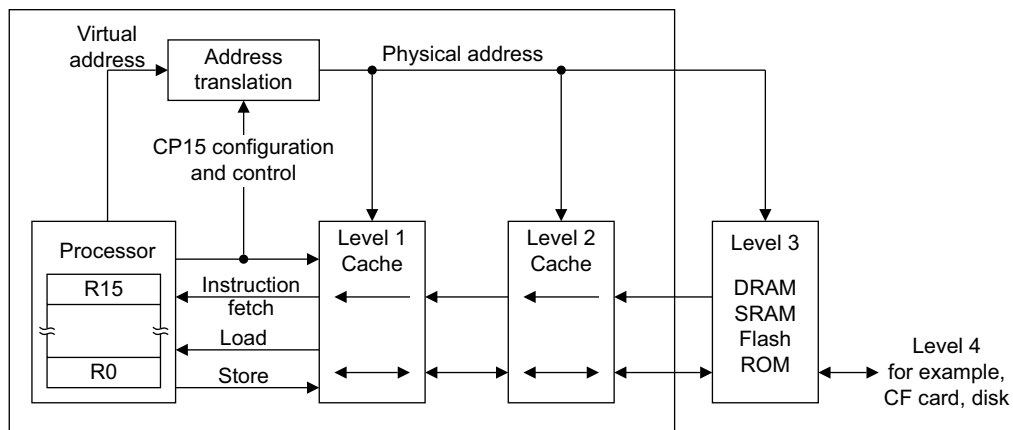 Virtual
address
Address
translation
Physical address
CP15 configuration
and control
Processor
R15
R0
Instruction
fetch
Load
Store
Level 1
Cache
Level 2
Cache
Level 3
DRAM
SRAM
Flash
ROM
Level 4
for example,
CF card, disk